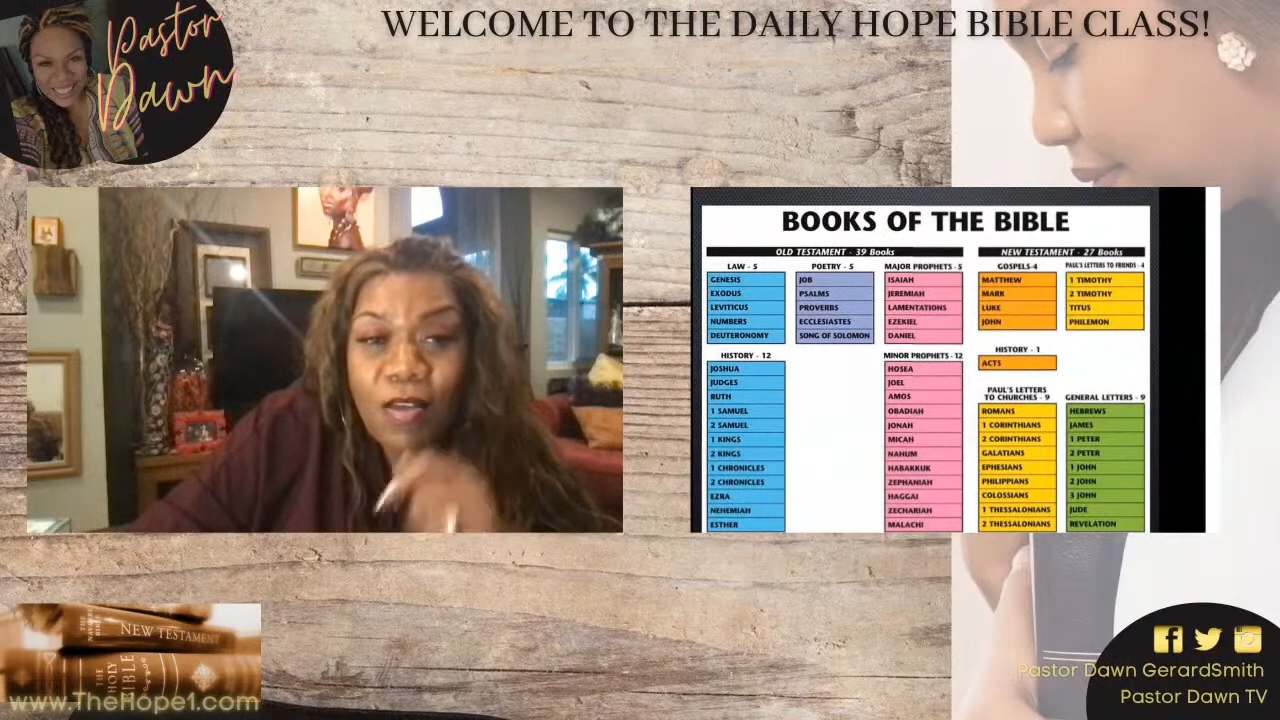 WELCOME TO THE DAILY HOPE BIBLE CLASS!
Pastor
Dawn
BOOKS OF THE BIBLE
OLD TESTAMENT - 39 Books
NEW TESTAMENT - 27 Books
LAW - 5
GENESIS
EXODUS
LEVITICUS
NUMBERS
DEUTERONOMY
HISTORY - 12
JOSHUA
JUDGES
RUTH
1 SAMUEL
2 SAMUEL
1 KINGS
2 KINGS
1 CHRONICLES
2 CHRONICLES
EZRA
NEHEMIAH
ESTHER
POETRY - 5
JOB
PSALMS
PROVERBS
ECCLESIASTES
SONG OF SOLOMON
MAJOR PROPHETS - 5
ISAIAH
JEREMIAH
LAMENTATIONS
EZEKIEL
DANIEL
MINOR PROPHETS - 12
HOSEA
JOEL
AMOS
OBADIAH
JONAH
MICAH
NAHUM
HABAKKUK
ZEPHANIAH
HAGGAI
ZECHARIAH
MALACHI
GOSPELS-4
MATTHEW
MARK
LUKE
JOHN
HISTORY - 1
ACTS
PAUL'S LETTERS
TO CHURCHES - 9
ROMANS
1 CORINTHIANS
2 CORINTHIANS
GALATIANS
EPHESIANS
PHILIPPIANS
COLOSSIANS
1 THESSALONIANS
2 THESSALONIANS
PAUL'S LETTERS TO FRIENDS - 4
1 TIMOTHY
2 TIMOTHY
TITUS
PHILEMON
GENERAL LETTERS - 9
HEBREWS
JAMES
1 PETER
2 PETER
1 JOHN
2 JOHN
3 JOHN
JUDE
REVELATION
NEW TESTAMENT
THE
HOLY
BIBLE
www.TheHope1.com
Pastor Dawn GerardSmith
Pastor Dawn TV